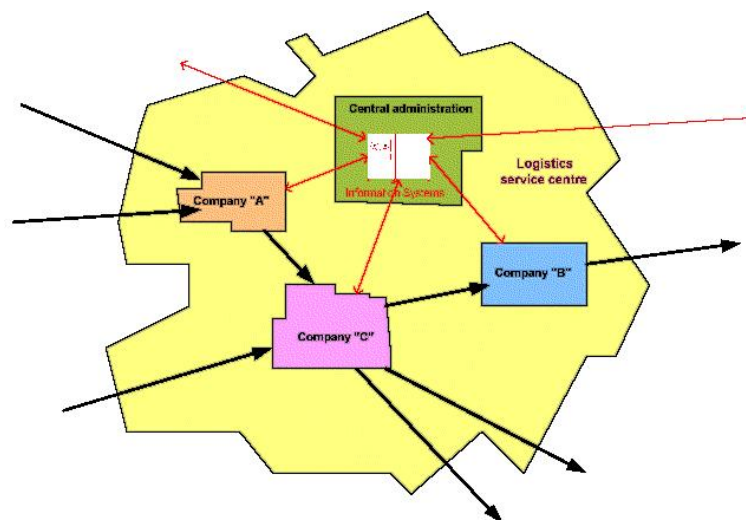 Central administration
Information Systems
Logistics
service centre
Company "A"
Company "B"
Company "C"